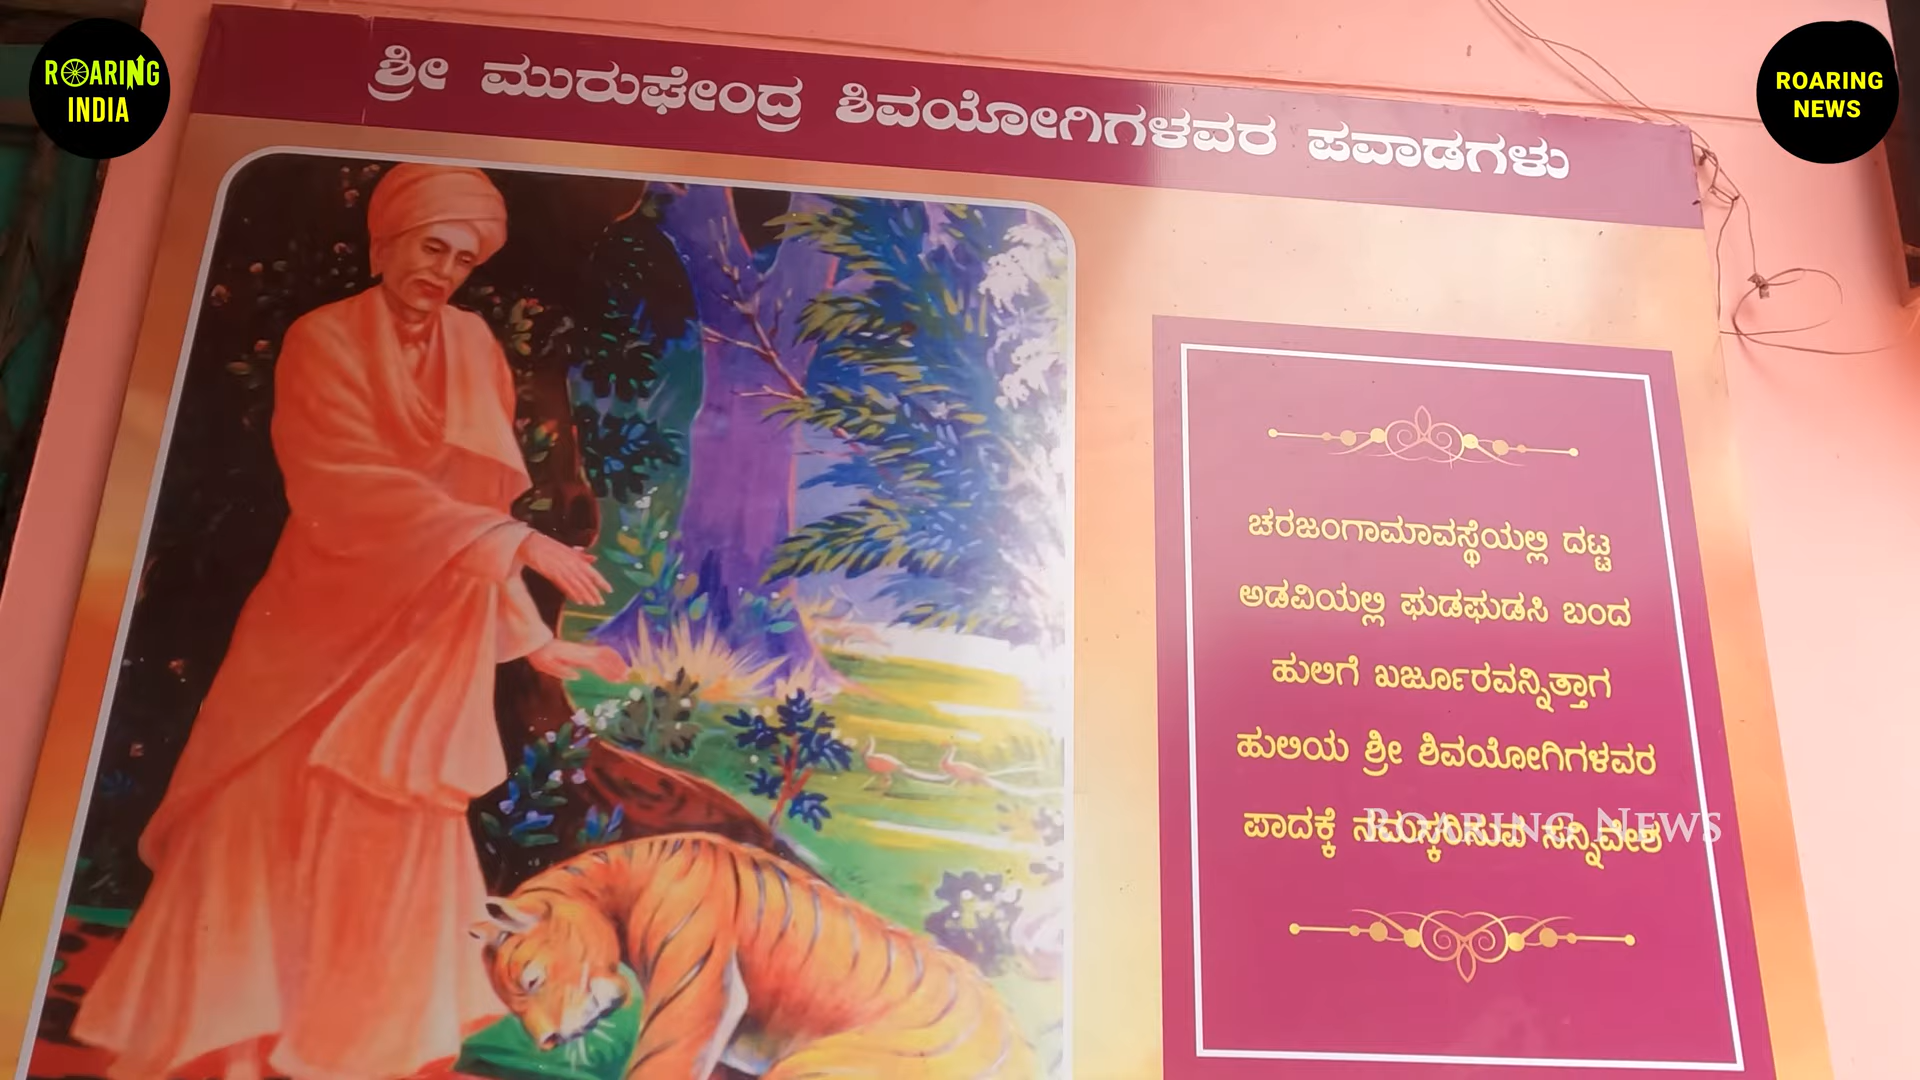 ROARING
INDIA
ROARING
NEWS
ಶ್ರೀ ಮುರುಘೇಂದ್ರ ಶಿವಯೋಗಿಗಳವರ ಪವಾಡಗಳು
ಚರಜಂಗಾಮಾವಸ್ಥೆಯಲ್ಲಿ ದಟ್ಟ
ಅಡವಿಯಲ್ಲಿ ಘುಡಘುಡಸಿ ಬಂದ
ಹುಲಿಗೆ ಖರ್ಜೂರವನ್ನಿತ್ತಾಗ
ಹುಲಿಯ ಶ್ರೀ ಶಿವಯೋಗಿಗಳವರ
ಪಾದಕ್ಕೆ ನಮಸ್ಕರಿಸುವ ಸನ್ನಿವೇಶ
ROARING NEWS